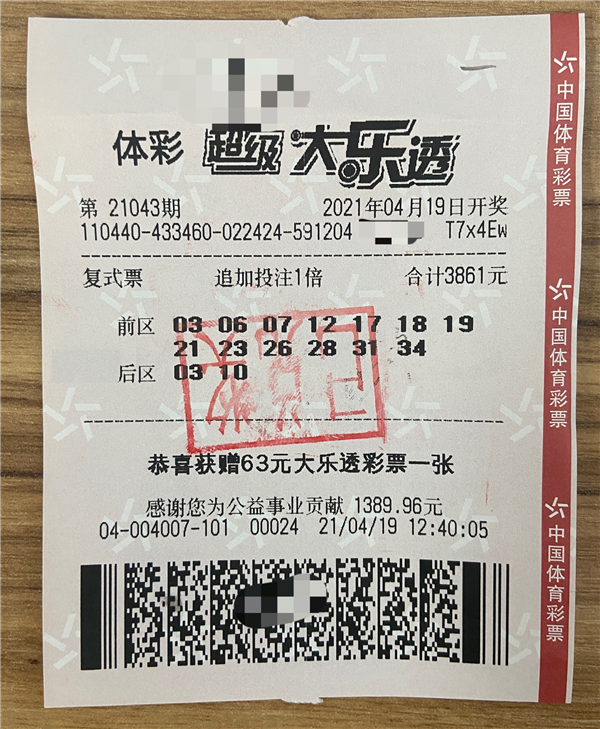 体彩 超级大乐透
第 21043期 2021年04月19日开奖
110440-433460-022424-591204 T7x4Ew
复式票 追加投注1倍 合计3861元
前区 03 06 07 12 17 18 19
21 23 26 28 31 34
后区 03 10
已兑奖
恭喜获赠63元大乐透彩票一张
感谢您为公益事业贡献 1389.96元
04-004007-101 00024 21/04/19 12:40:05
中国体育彩票
中国体育彩票
中国体育彩票